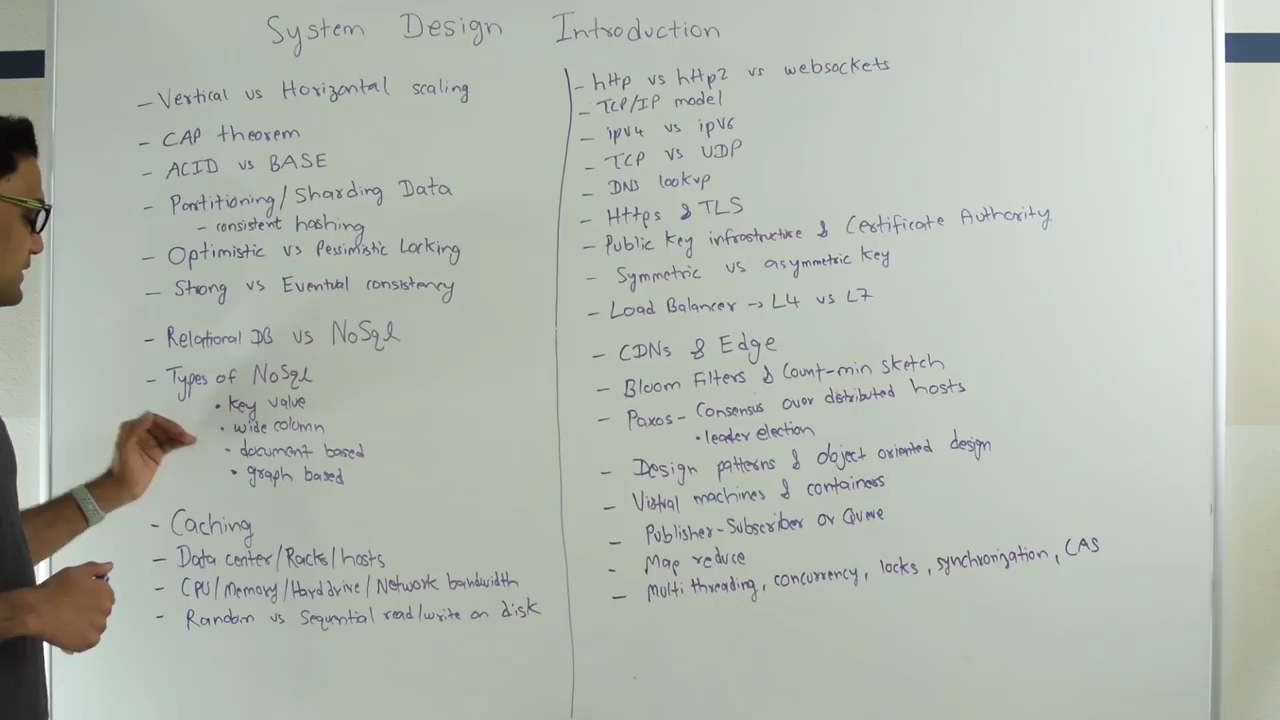 System Design Introduction
- Vertical vs Horizontal scaling
- CAP theorem
- ACID vs BASE
- Partitioning/Sharding Data
- consistent hashing
- Optimistic vs Pessimistic Locking
- Strong vs Eventual consistency
- Relational DB vs NoSql
- Types of NoSql
• key value
• wide column
• document based
• graph based
- Caching
- Data center/Racks/hosts
- CPU/Memory/Hard drive/Network bandwidth
- Random vs Sequential read/write on disk
- http vs http2 vs websockets
- TCP/IP model
- ipv4 vs ipv6
- TCP vs UDP
- DNS lookup
- Https & TLS
- Public key infrastructure & Certificate Authority
- Symmetric vs asymmetric key
- Load Balancer → L4 vs L7
- CDNs & Edge
- Bloom Filters & Count-min sketch
- Paxos - Consensus over distributed hosts
• leader election
- Design patterns & object oriented design
- Virtual machines & containers
- Publisher-Subscriber or Queue
- Map reduce
- Multi threading, concurrency, locks, synchronization, CAS